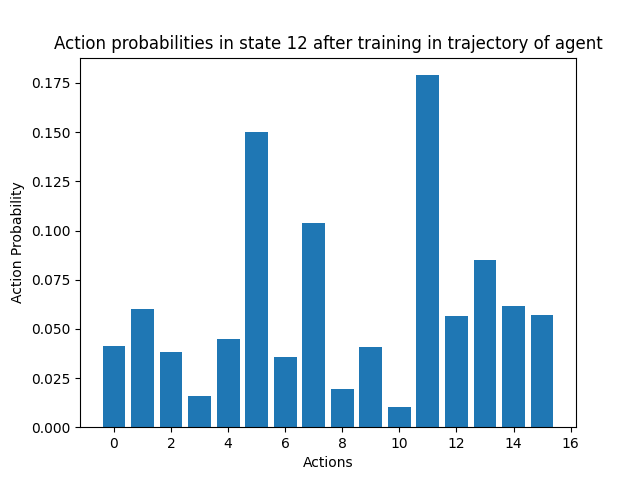 Action probabilities in state 12 after training in trajectory of agent
0.175
0.150
0.125
0.100
0.075
0.050
0.025
0.000
Action Probability
0 2 4 6 8 10 12 14 16
Actions